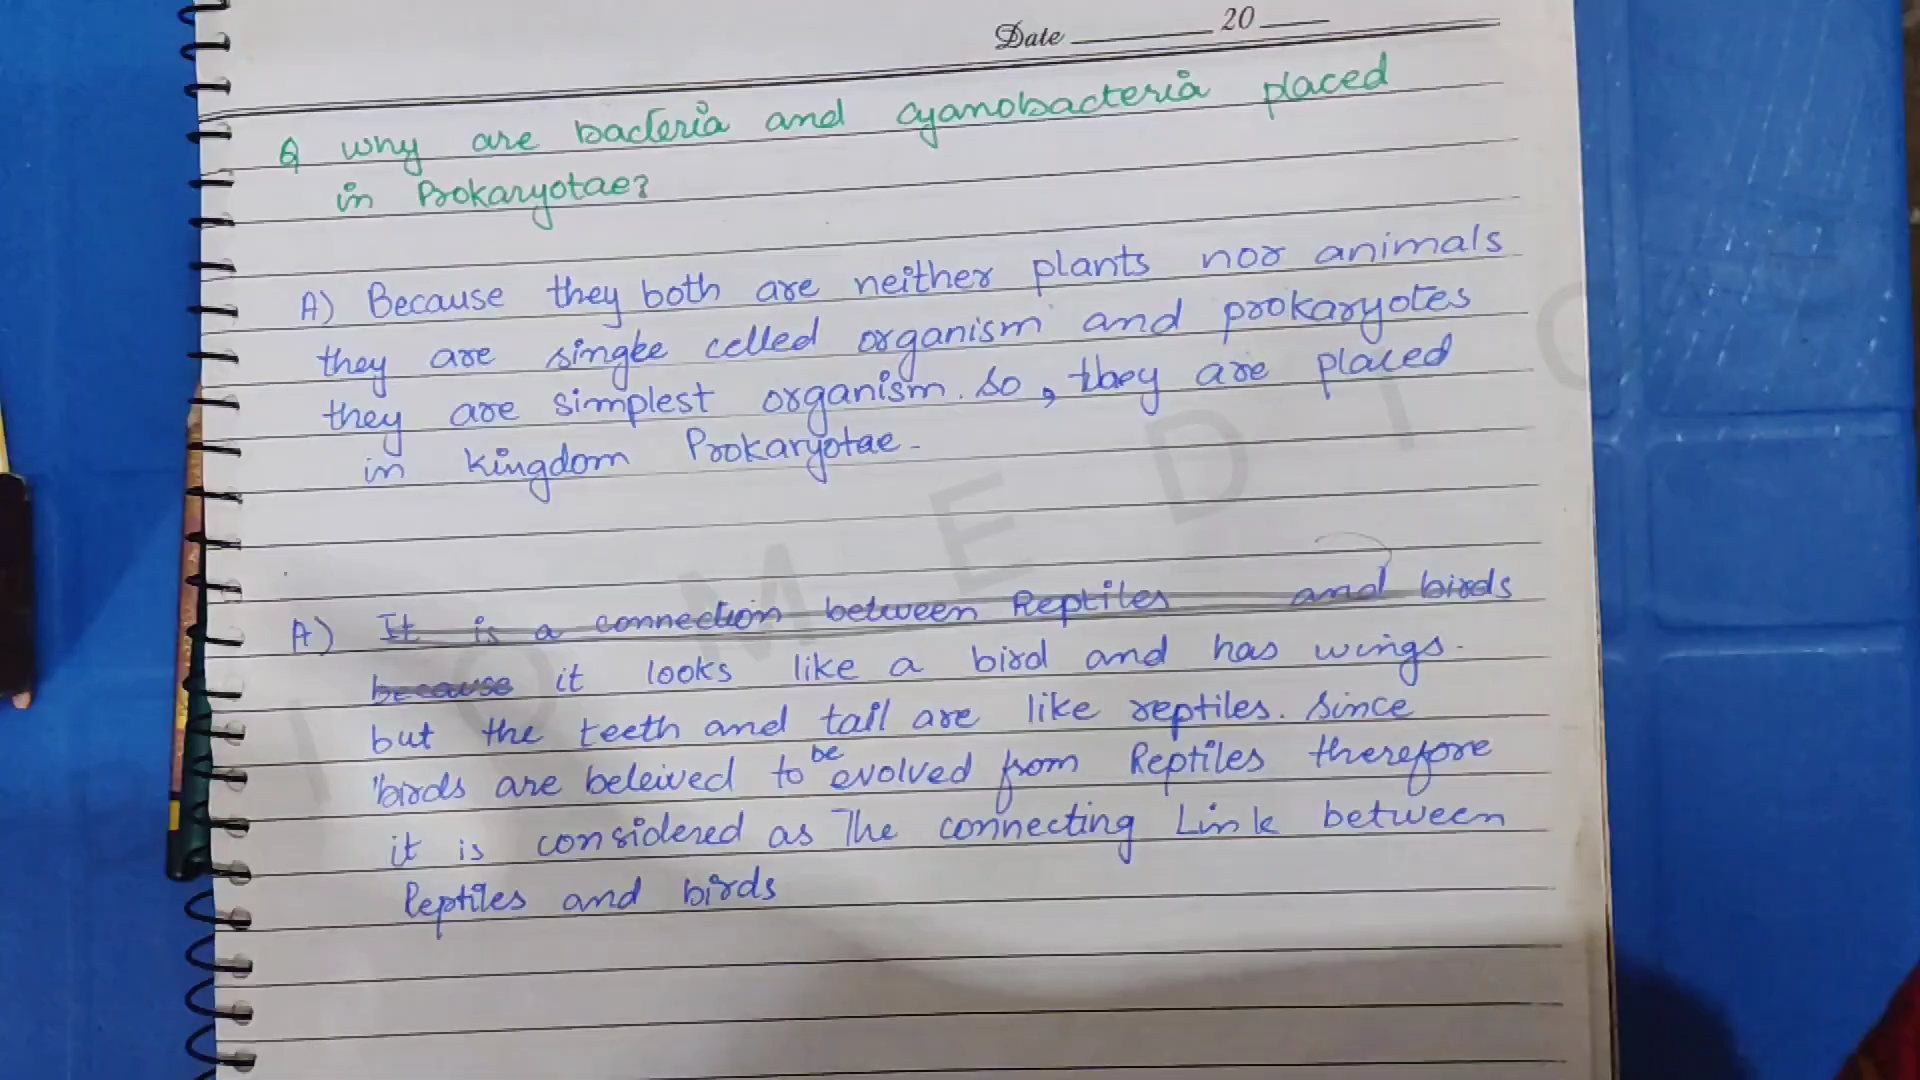 Date ______ 20 ___
Q why are bacteria and cyanobacteria placed
in Prokaryotae?
A) Because they both are neither plants nor animals
they are singke celled organism and prokaryotes
they are simplest organism. So, they are placed
in kingdom Prokaryotae.
A) It is a connection between Reptiles and birds
because it looks like a bird and has wings.
but the teeth and tail are like reptiles. Since
birds are beleived to be evolved from Reptiles therefore
it is considered as The connecting Link between
Reptiles and birds